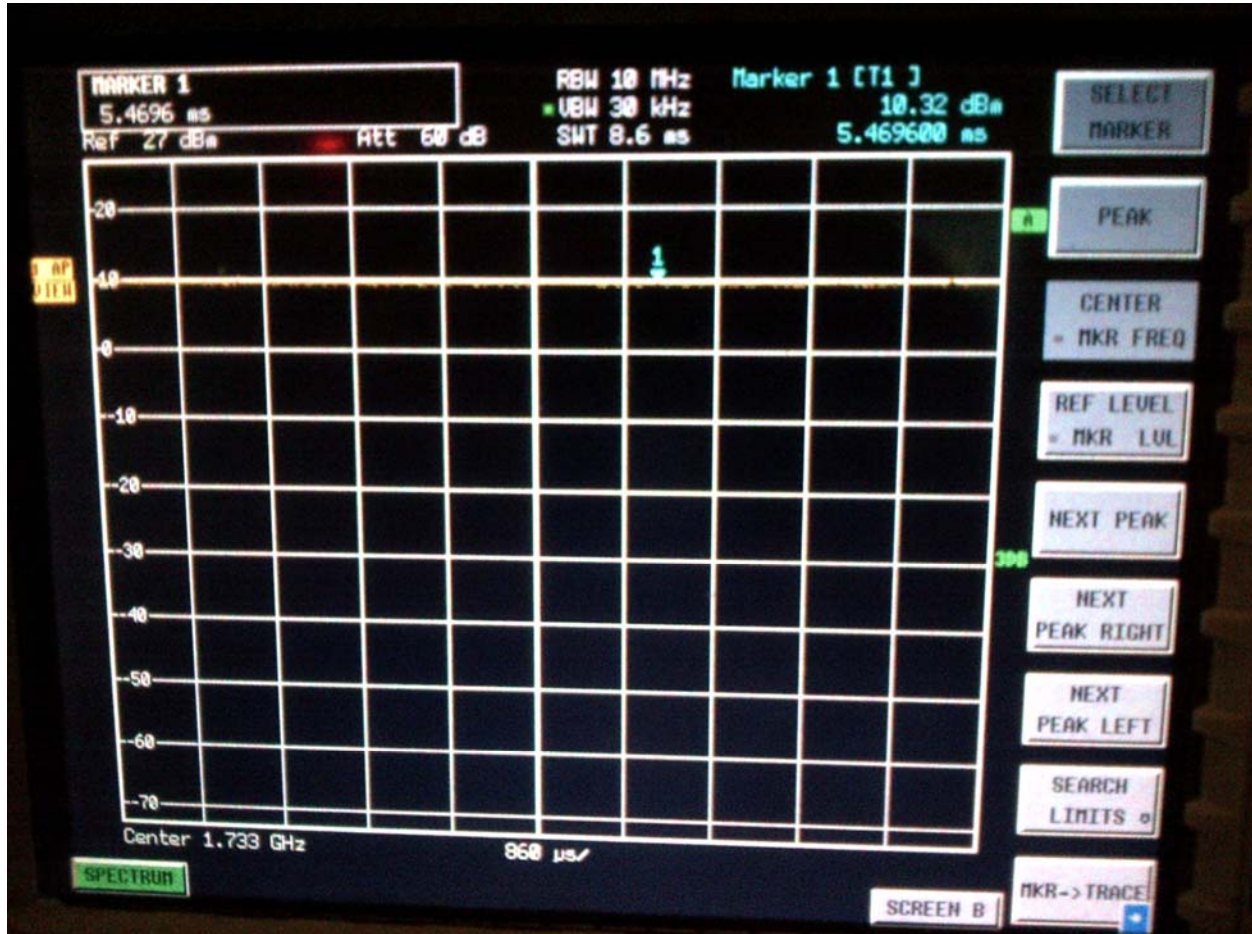 MARKER 1
5.4696 ms
RBW 10 MHz
VBW 30 kHz
SWT 8.6 ms
Marker 1 [T1 ]
10.32 dBm
5.469600 ms
Ref 27 dBm
Att 60 dB
SELECT
MARKER
PEAK
CENTER
= MKR FREQ
REF LEVEL
= MKR LVL
NEXT PEAK
NEXT
PEAK RIGHT
NEXT
PEAK LEFT
SEARCH
LIMITS
MKR->TRACE
20
10
0
-10
-20
-30
-40
-50
-60
-70
1
AP
VIEW
A
3DB
Center 1.733 GHz
860 µs/
SPECTRUM
SCREEN B